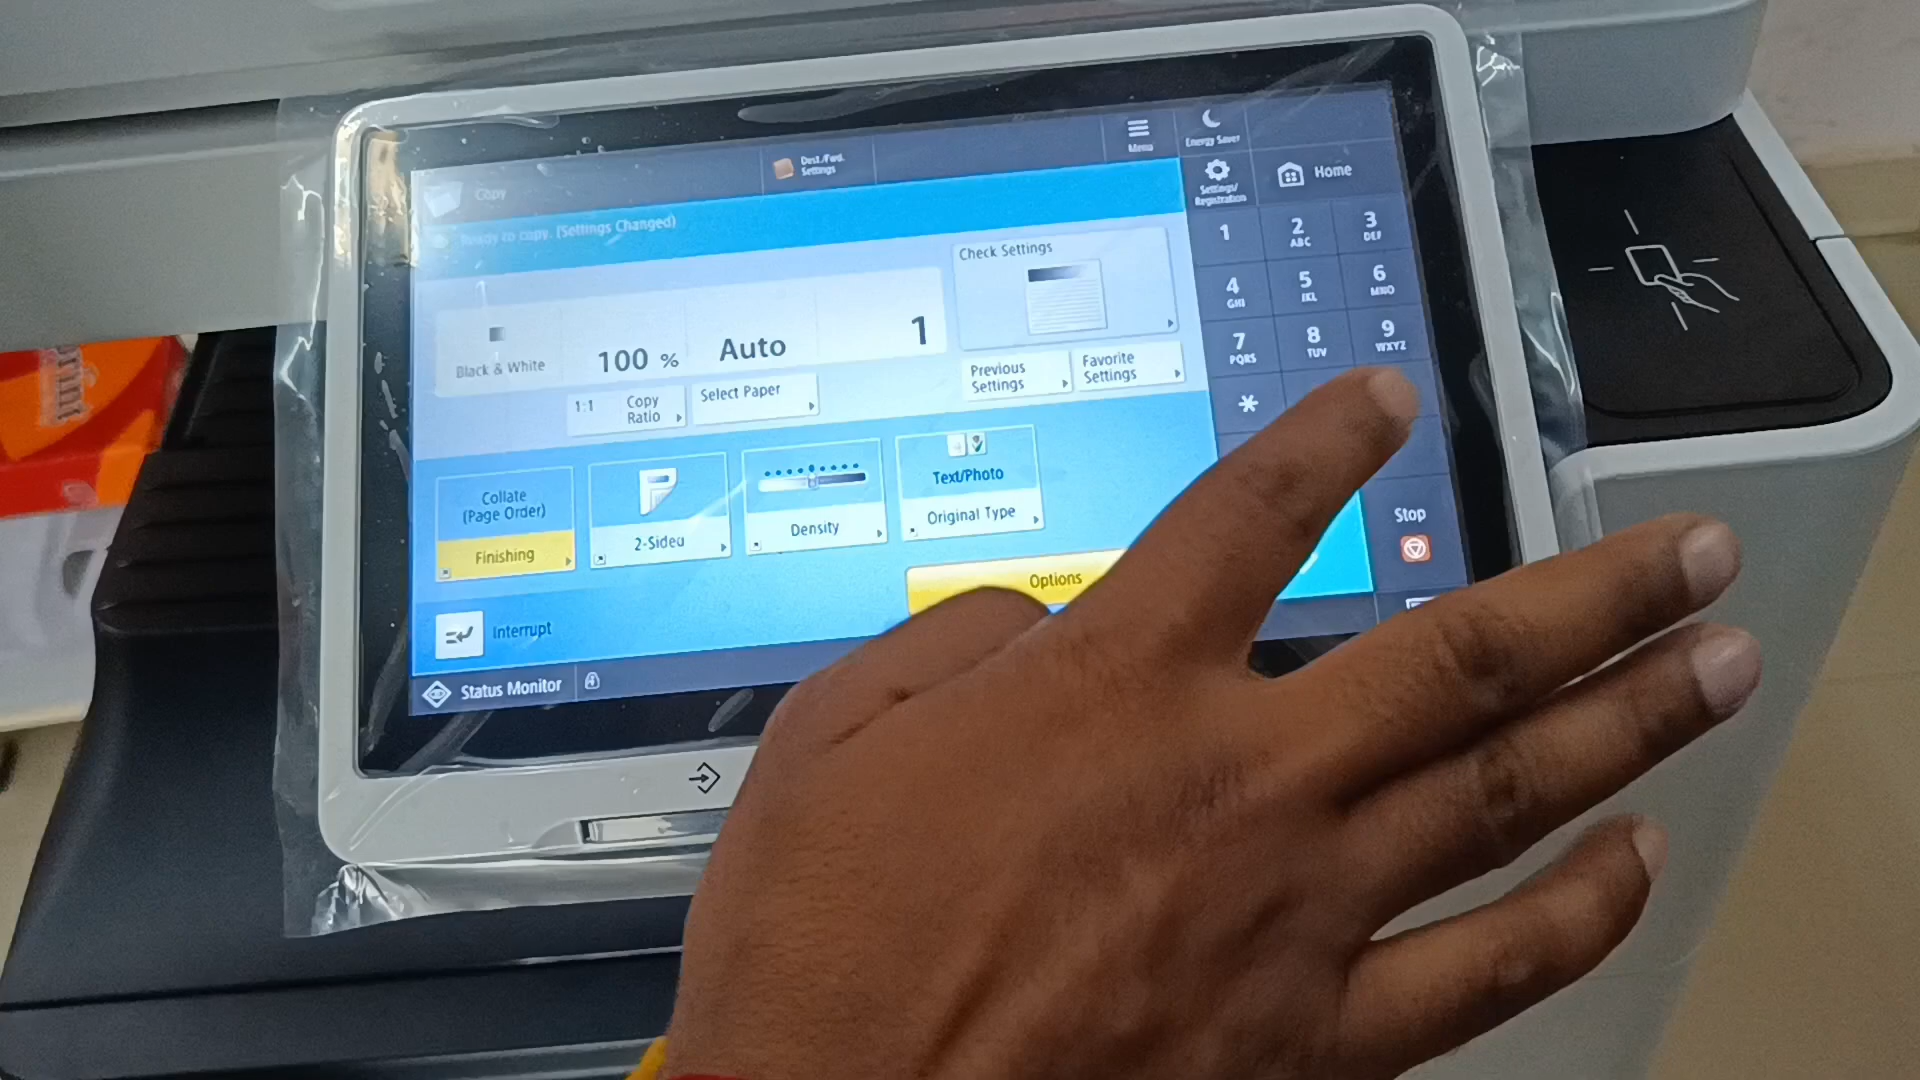 Copy
Dest./Fwd.
Settings
Menu
Energy Saver
Settings/
Registration
Home
Ready to copy. (Settings Changed)
Check Settings
Black & White
100 %
Auto
1
1:1
Copy
Ratio
Select Paper
Previous
Settings
Favorite
Settings
1
2
ABC
3
DEF
4
GHI
5
JKL
6
MNO
7
PQRS
8
TUV
9
WXYZ
*
Collate
(Page Order)
Finishing
2-Sided
Density
Text/Photo
Original Type
Options
Stop
Interrupt
Status Monitor